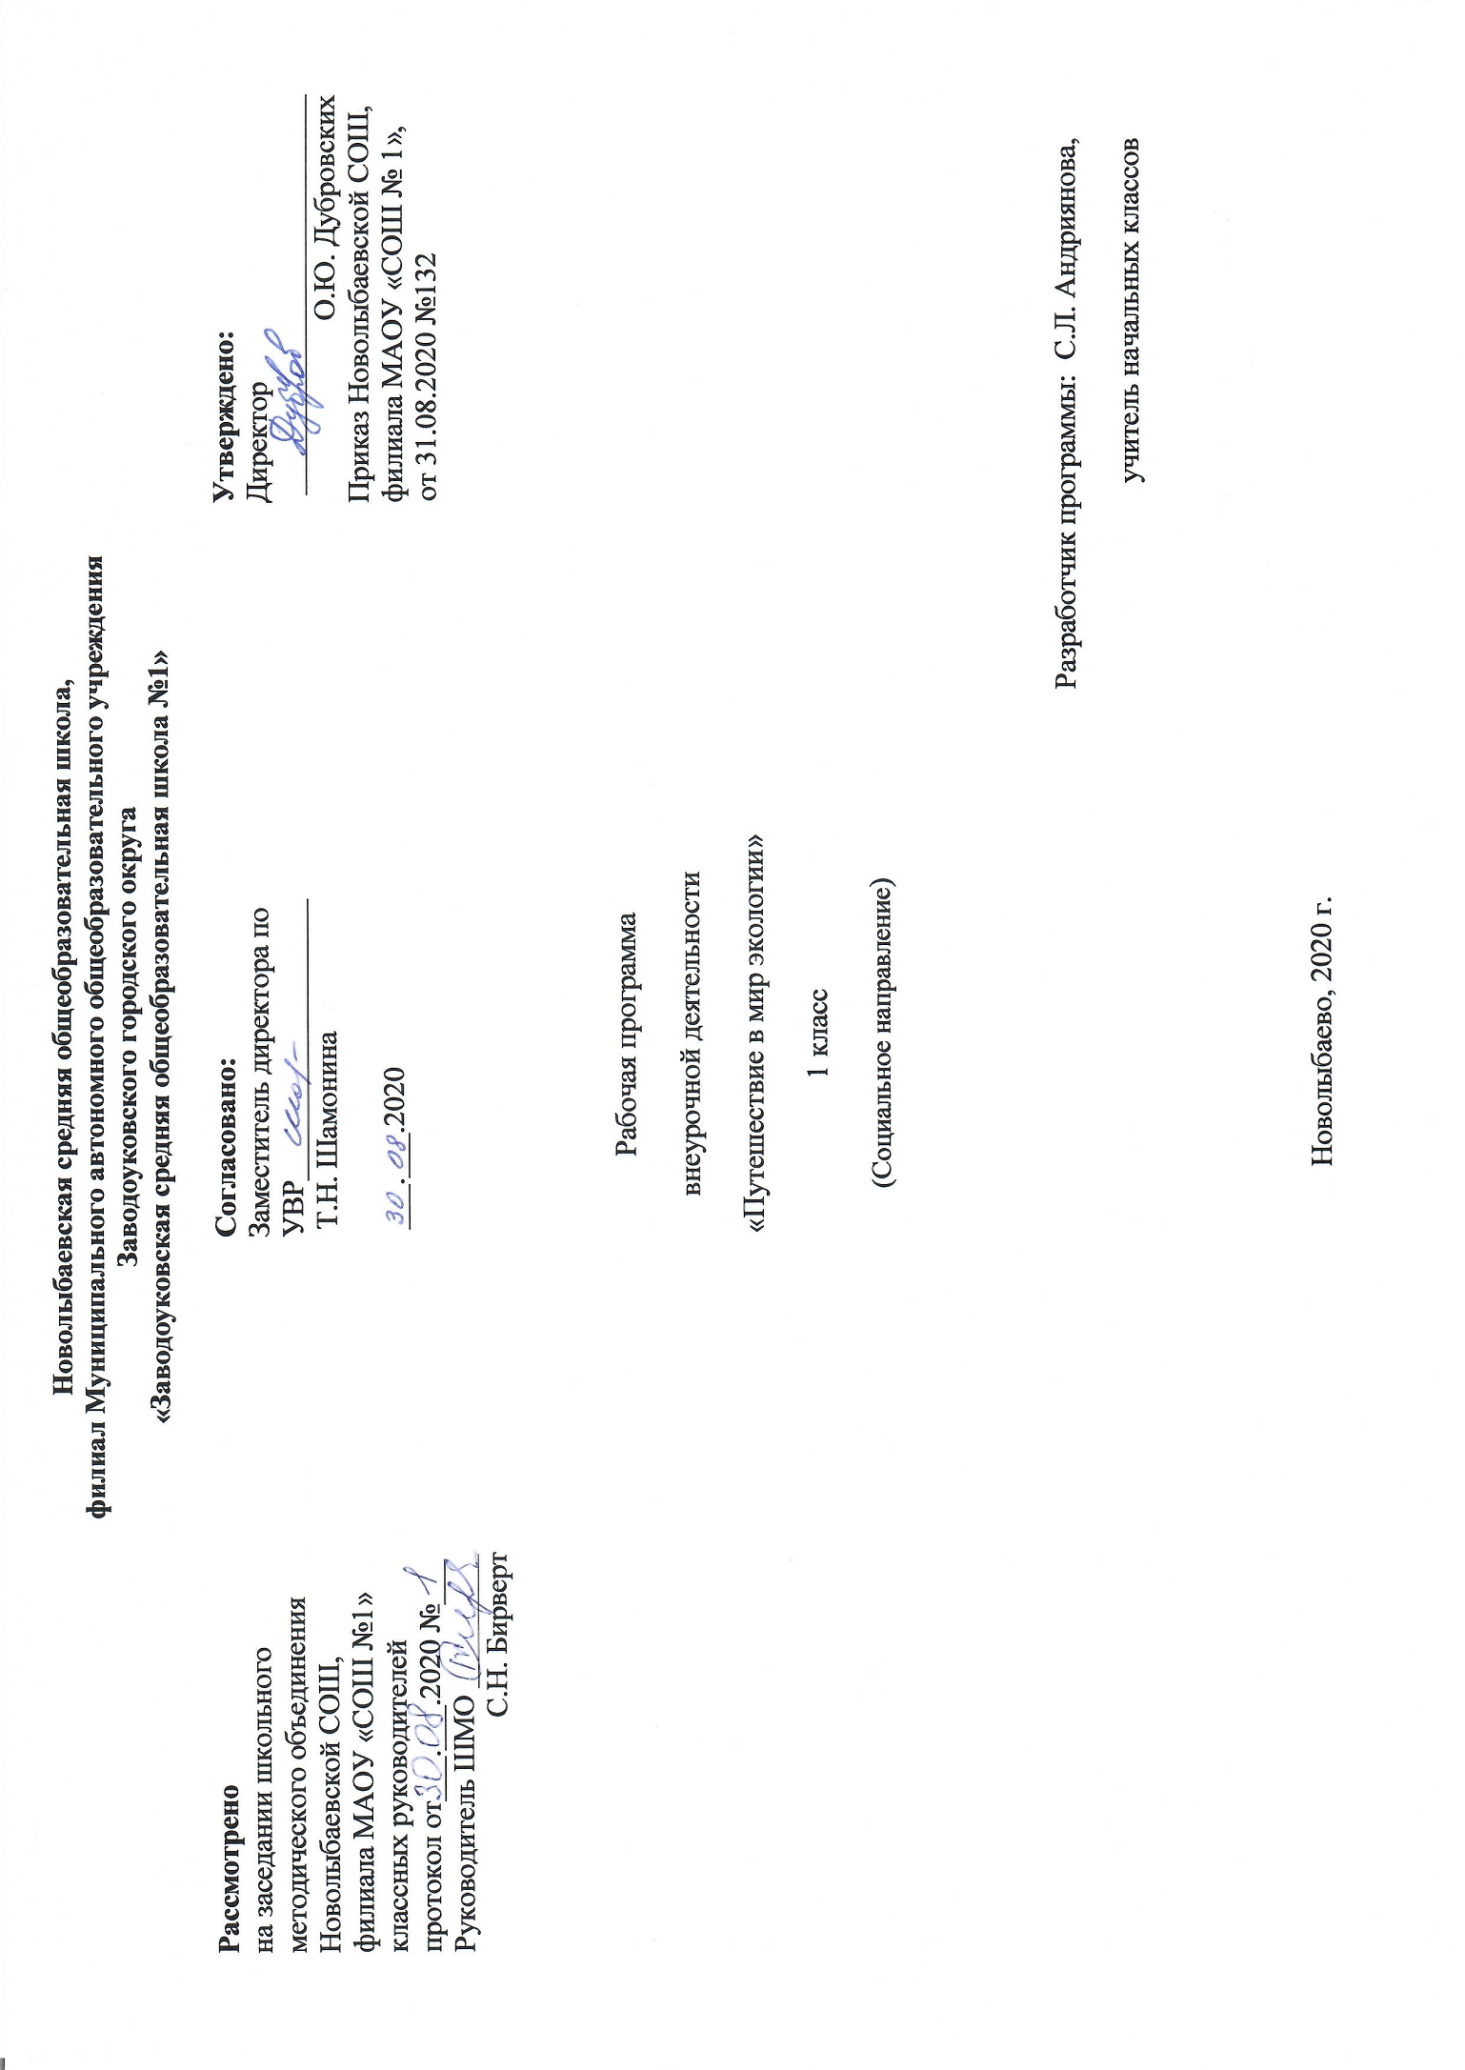 Новолыбаевская средняя общеобразовательная школа,
филиал Муниципального автономного общеобразовательного учреждения
Заводоуковского городского округа
«Заводоуковская средняя общеобразовательная школа №1»
Рассмотрено
на заседании школьного
методического объединения
Новолыбаевской СОШ,
филиала МАОУ «СОШ №1»
классных руководителей
протокол от 30.08.2020 № 1
Руководитель ШМО
С.Н. Бирверт
Согласовано:
Заместитель директора по
УВР
Т.Н. Шамонина
30.08.2020
Утверждено:
Директор
О.Ю. Дубровских
Приказ Новолыбаевской СОШ,
филиала МАОУ «СОШ № 1»,
от 31.08.2020 №132
Рабочая программа
внеурочной деятельности
«Путешествие в мир экологии»
1 класс
(Социальное направление)
Разработчик программы: С.Л. Андриянова,
учитель начальных классов
Новолыбаево, 2020 г.